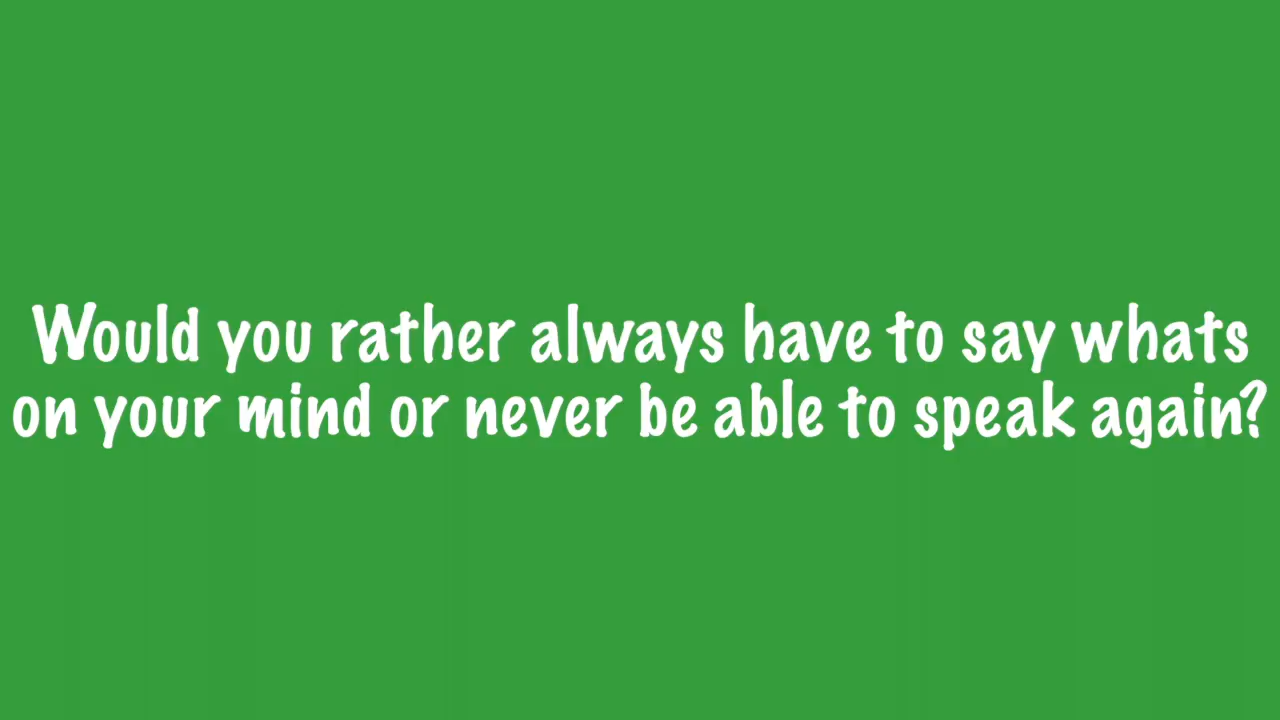 Would you rather always have to say whats
on your mind or never be able to speak again?